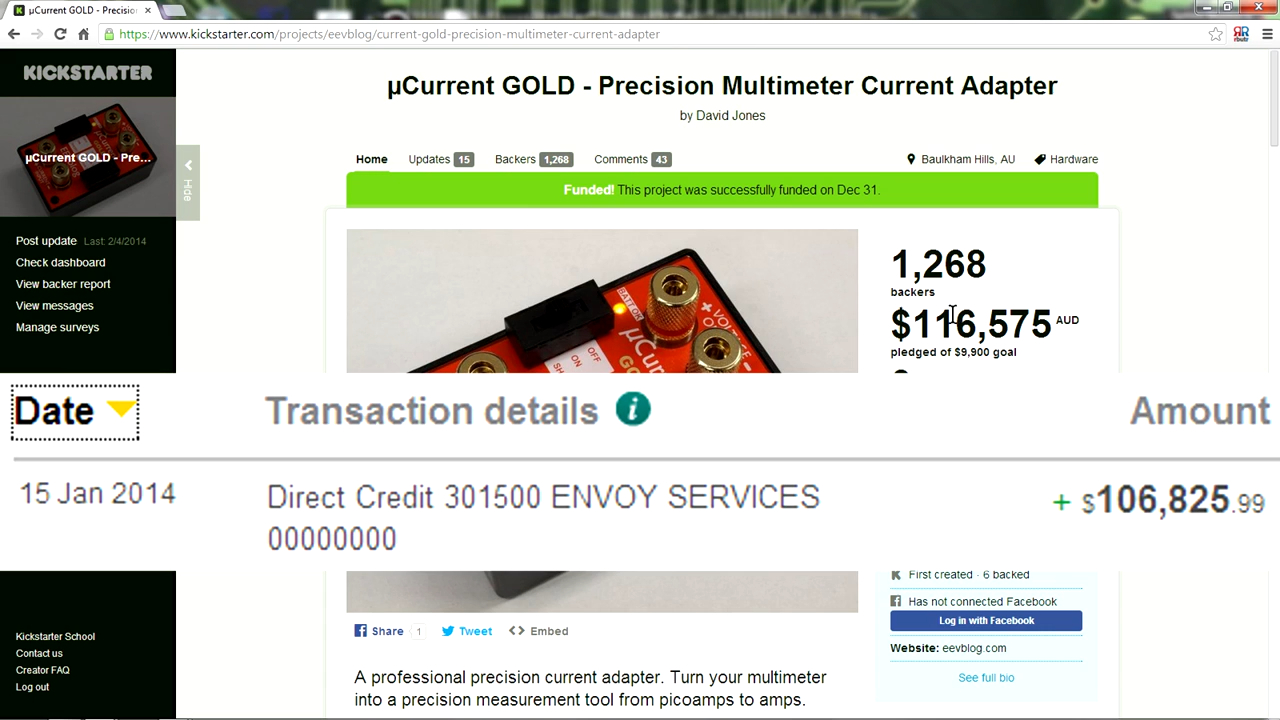 µCurrent GOLD - Precision
https://www.kickstarter.com/projects/eevblog/current-gold-precision-multimeter-current-adapter
KICKSTARTER
µCurrent GOLD - Pre...
Hide
Post update Last: 2/4/2014
Check dashboard
View backer report
View messages
Manage surveys
µCurrent GOLD - Precision Multimeter Current Adapter
by David Jones
Home Updates 15 Backers 1,268 Comments 43 Baulkham Hills, AU Hardware
Funded! This project was successfully funded on Dec 31.
BATT OK
OFF
ON
1,268
backers
$116,575 AUD
pledged of $9,900 goal
Date Transaction details i Amount
15 Jan 2014 Direct Credit 301500 ENVOY SERVICES + $106,825.99
00000000
First created · 6 backed
Has not connected Facebook
Log in with Facebook
Website: eevblog.com
See full bio
Share 1 Tweet Embed
A professional precision current adapter. Turn your multimeter
into a precision measurement tool from picoamps to amps.
Kickstarter School
Contact us
Creator FAQ
Log out